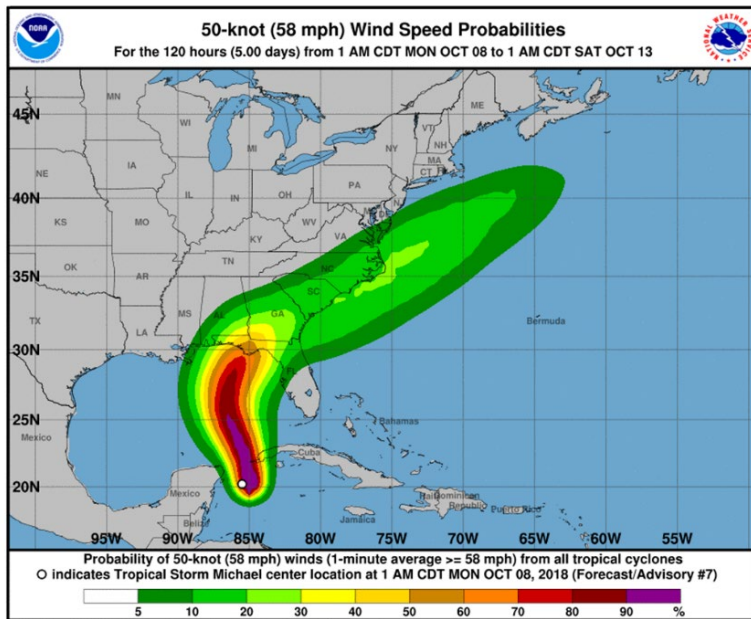 NOAA
NATIONAL WEATHER SERVICE
50-knot (58 mph) Wind Speed Probabilities
For the 120 hours (5.00 days) from 1 AM CDT MON OCT 08 to 1 AM CDT SAT OCT 13
MN
ME
45N
WI
VT
NH
MI
NY
MA
NE
IA
CT
PA
40N
IL
IN
OH
NJ
KS
MO
WV
KY
VA
35N
OK
TN
NC
AR
SC
MS
AL
GA
TX
LA
Bermuda
30N
FL
25N
Bahamas
Mexico
Cuba
20N
Mexico
Haiti
Dominican
Republic
Puerto Rico
Belize
Jamaica
95W 90W 85W 80W 75W 70W 65W 60W 55W
Probability of 50-knot (58 mph) winds (1-minute average >= 58 mph) from all tropical cyclones
O indicates Tropical Storm Michael center location at 1 AM CDT MON OCT 08, 2018 (Forecast/Advisory #7)
5 10 20 30 40 50 60 70 80 90 %